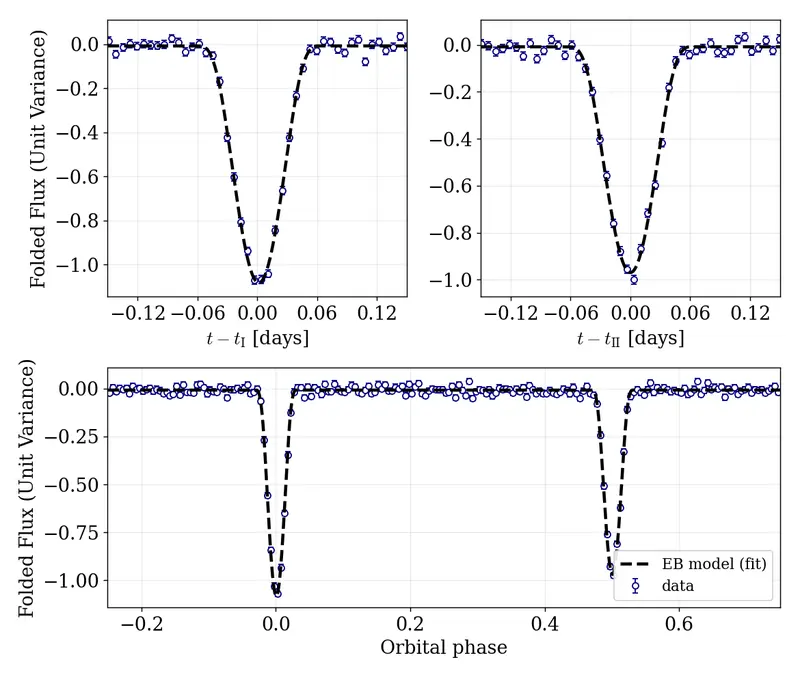 Folded Flux (Unit Variance)
0.0
−0.2
−0.4
−0.6
−0.8
−1.0
−0.12 −0.06 0.00 0.06 0.12
t − tI [days]
0.0
−0.2
−0.4
−0.6
−0.8
−1.0
−0.12 −0.06 0.00 0.06 0.12
t − tII [days]
Folded Flux (Unit Variance)
0.00
−0.25
−0.50
−0.75
−1.00
EB model (fit)
data
−0.2 0.0 0.2 0.4 0.6
Orbital phase